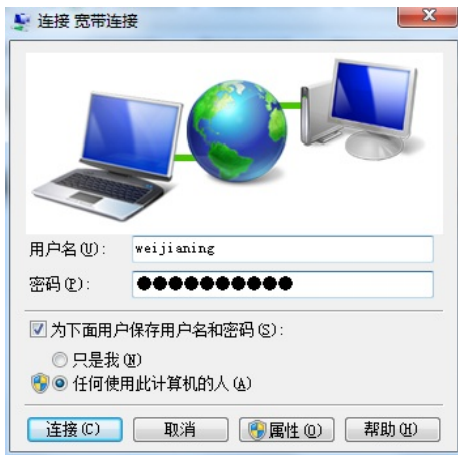 连接 宽带连接
用户名(U):
weijianing
密码(P):
●●●●●●●●●●
为下面用户保存用户名和密码(S):
只是我(N)
任何使用此计算机的人(A)
连接(C) 取消 属性(O) 帮助(H)